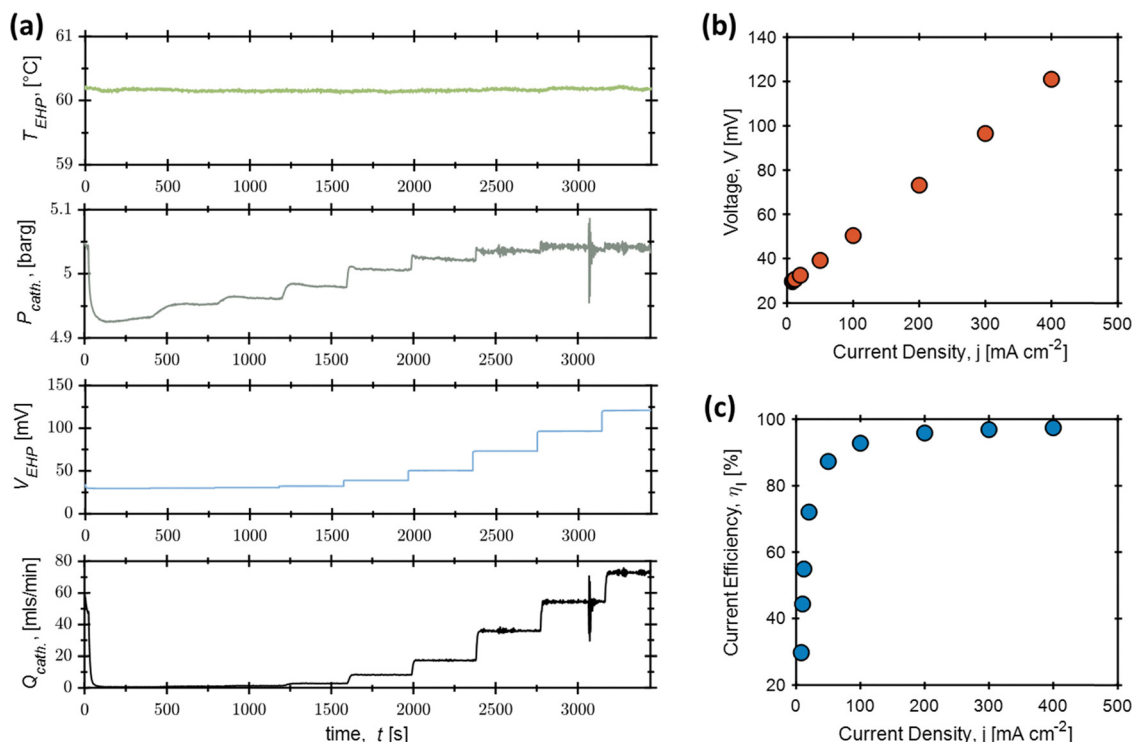 (a)
61
60
59
T_EHP, [°C]
0 500 1000 1500 2000 2500 3000
5.1
5
4.9
P_cath., [barg]
0 500 1000 1500 2000 2500 3000
150
100
50
0
V_EHP [mV]
0 500 1000 1500 2000 2500 3000
80
60
40
20
0
Q_cath., [mls/min]
0 500 1000 1500 2000 2500 3000
time, t [s]
(b)
140
120
100
80
60
40
20
Voltage, V [mV]
0 100 200 300 400 500
Current Density, j [mA cm⁻²]
(c)
100
80
60
40
20
Current Efficiency, η_I [%]
0 100 200 300 400 500
Current Density, j [mA cm⁻²]